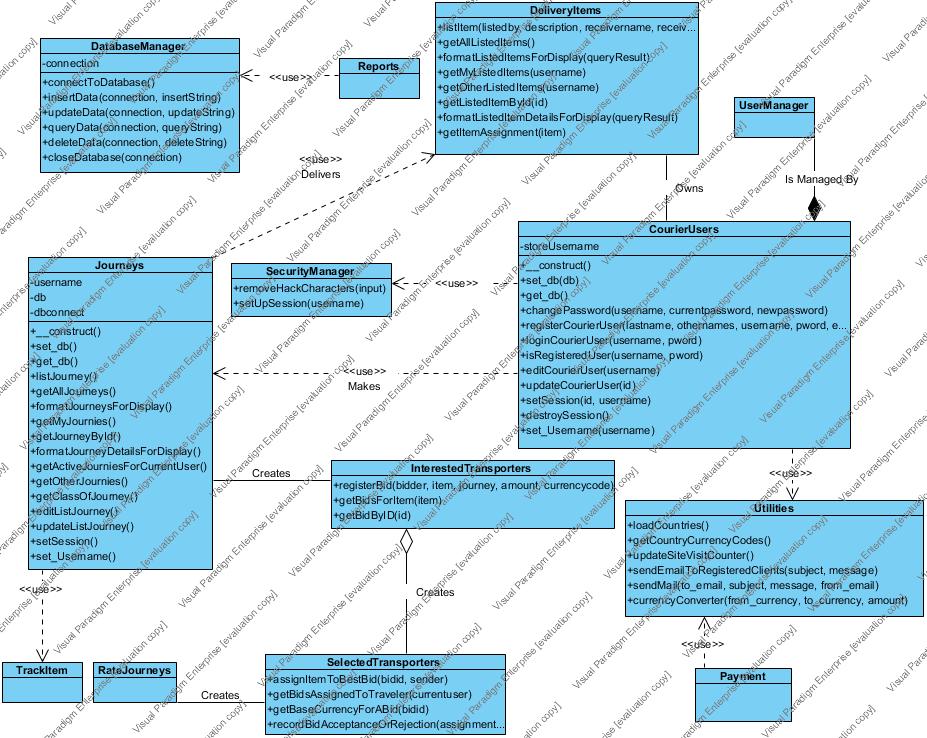 DeliveryItems
+listItem(listedby, description, receivername, receiv...
+getAllListedItems()
+formatListedItemsForDisplay(queryResult)
+getMyListedItems(username)
+getOtherListedItems(username)
+getListedItemById(id)
+formatListedItemDetailsForDisplay(queryResult)
+getItemAssignment(item)
DatabaseManager
-connection
+connectToDatabase()
+insertData(connection, insertString)
+updateData(connection, updateString)
+queryData(connection, queryString)
+deleteData(connection, deleteString)
+closeDatabase(connection)
<<use>>
Reports
UserManager
<<use>>
Delivers
Owns
Is Managed By
CourierUsers
-storeUsername
+__construct()
+set_db(db)
+get_db()
+changePassword(username, currentpassword, newpassword)
+registerCourierUser(lastname, othernames, username, pword, e...
+loginCourierUser(username, pword)
+isRegisteredUser(username, pword)
+editCourierUser(username)
+updateCourierUser(id)
+setSession(id, username)
+destroySession()
+set_Username(username)
SecurityManager
+removeHackCharacters(input)
+setUpSession(username)
<<use>>
Journeys
-username
-db
-dbconnect
+__construct()
+set_db()
+get_db()
+listJourney()
+getAllJourneys()
+formatJourneysForDisplay()
+getMyJournies()
+getJourneyById()
+formatJourneyDetailsForDisplay()
+getActiveJourniesForCurrentUser()
+getOtherJournies()
+getClassOfJourney()
+editListJourney()
+updateListJourney()
+setSession()
+set_Username()
<<use>>
Makes
Creates
InterestedTransporters
+registerBid(bidder, item, journey, amount, currencycode)
+getBidsForItem(item)
+getBidByID(id)
<<use>>
Utilities
+loadCountries()
+getCountryCurrencyCodes()
+updateSiteVisitCounter()
+sendEmailToRegisteredClients(subject, message)
+sendMail(to_email, subject, message, from_email)
+currencyConverter(from_currency, to_currency, amount)
<<use>>
Creates
<<use>>
TrackItem
RateJourneys
Creates
SelectedTransporters
+assignItemToBestBid(bidid, sender)
+getBidsAssignedToTraveler(currentuser)
+getBaseCurrencyForABid(bidid)
+recordBidAcceptanceOrRejection(assignment...
Payment
Visual Paradigm Enterprise [evaluation copy]